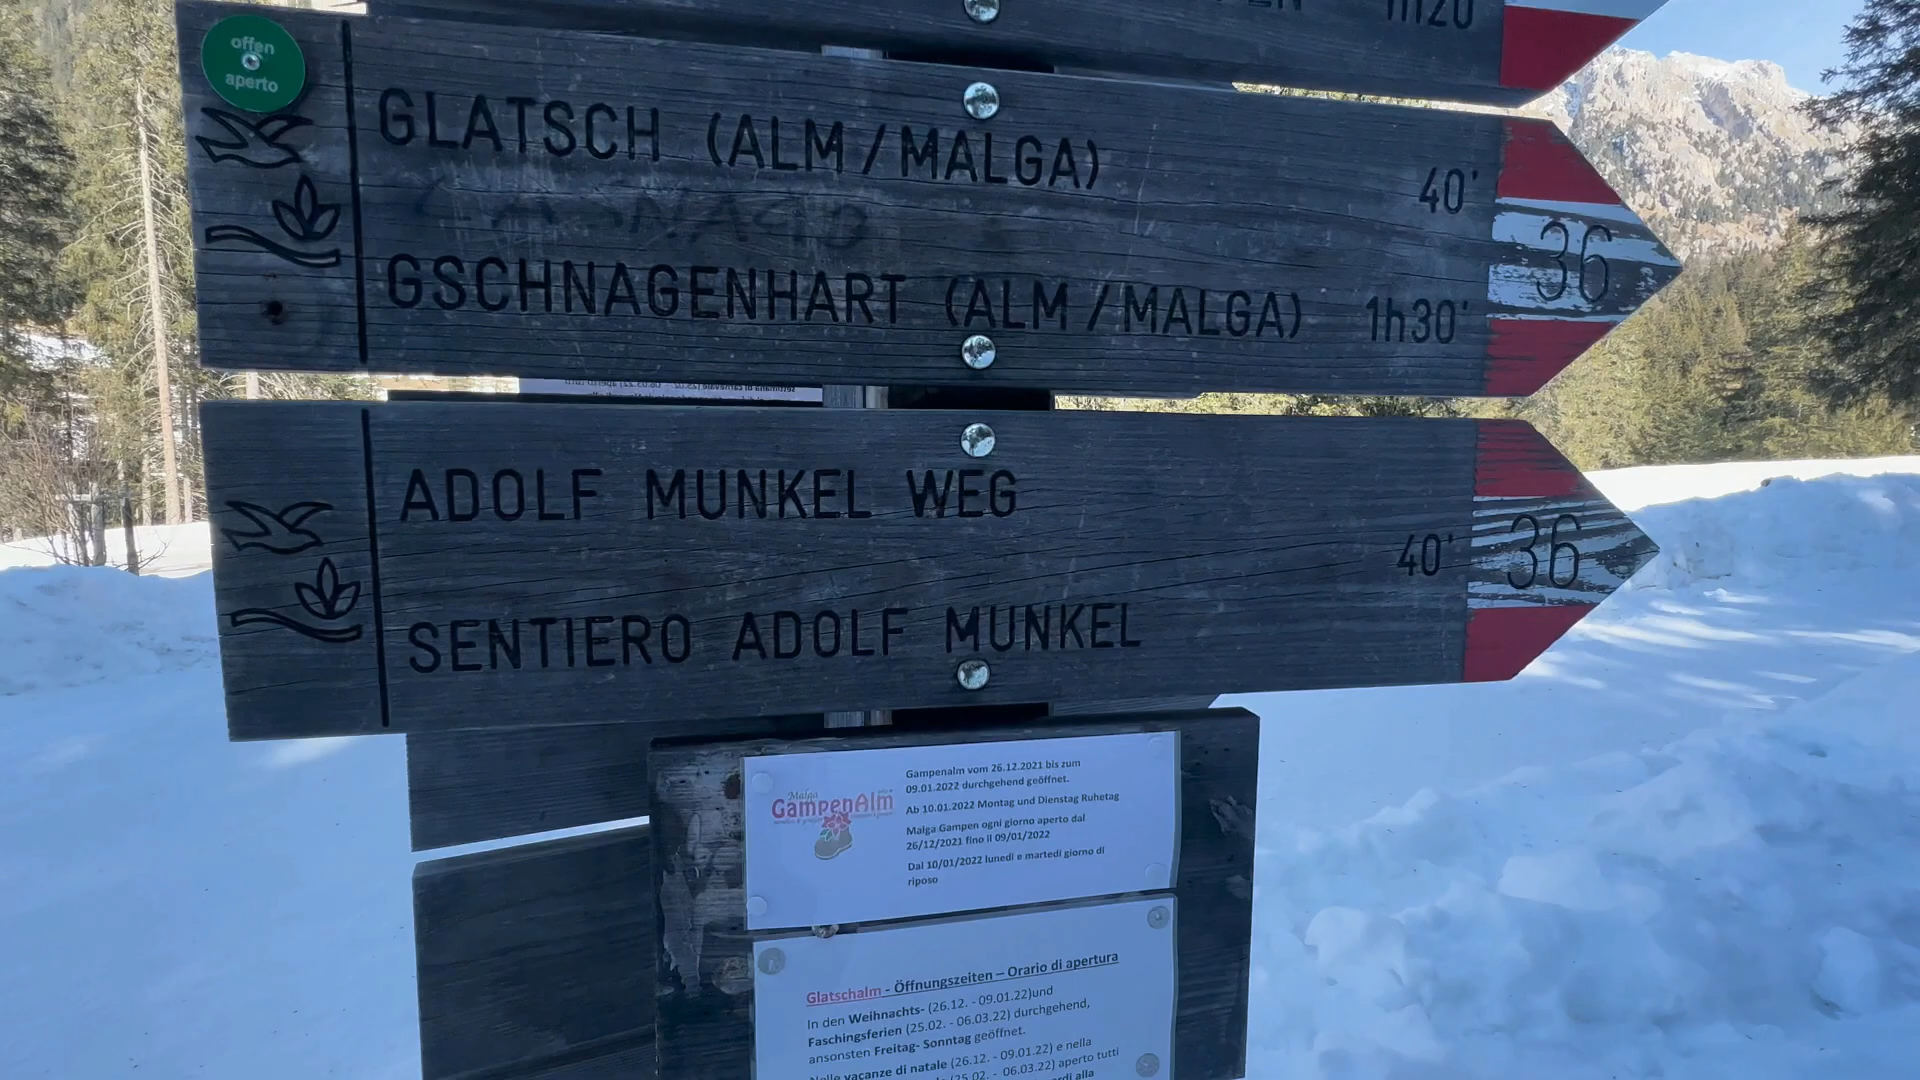 1h20'
offen
aperto
GLATSCH (ALM / MALGA)
40'
GSCHNAGENHART (ALM / MALGA) 1h30'
36
ADOLF MUNKEL WEG
40'
36
SENTIERO ADOLF MUNKEL
Malga
GampenAlm
Gampenalm vom 26.12.2021 bis zum
09.01.2022 durchgehend geöffnet.
Ab 10.01.2022 Montag und Dienstag Ruhetag
Malga Gampen ogni giorno aperto dal
26/12/2021 fino il 09/01/2022
Dal 10/01/2022 lunedì e martedì giorno di
riposo
Glatschalm - Öffnungszeiten – Orario di apertura
In den Weihnachts- (26.12. - 09.01.22)und
Faschingsferien (25.02. - 06.03.22) durchgehend,
ansonsten Freitag- Sonntag geöffnet.
Nelle vacanze di natale (26.12. - 09.01.22) e nella
(25.02. - 06.03.22) aperto tutti
alla